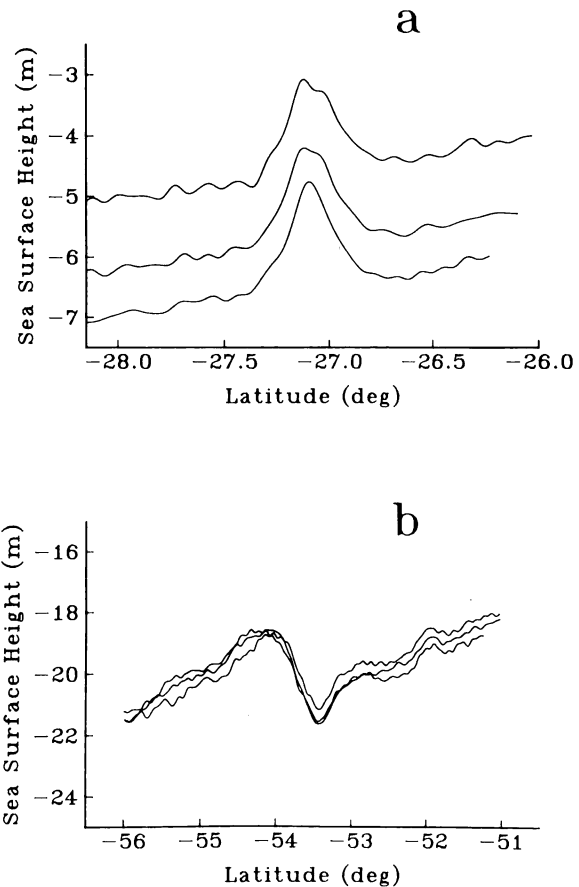 a
Sea Surface Height (m)
−3
−4
−5
−6
−7
−28.0 −27.5 −27.0 −26.5 −26.0
Latitude (deg)
b
Sea Surface Height (m)
−16
−18
−20
−22
−24
−56 −55 −54 −53 −52 −51
Latitude (deg)